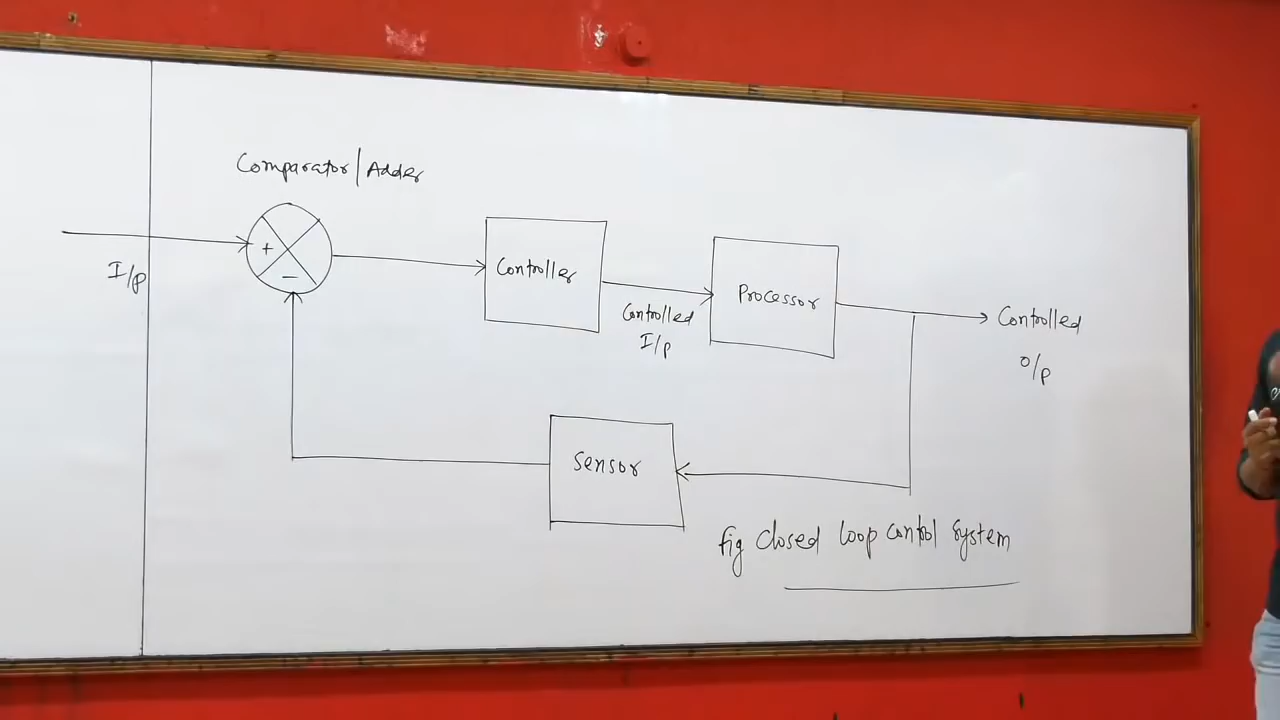 Comparator/Adder
+
−
I/p
Controller
Controlled
I/p
Processor
Controlled
O/p
Sensor
fig closed loop control system